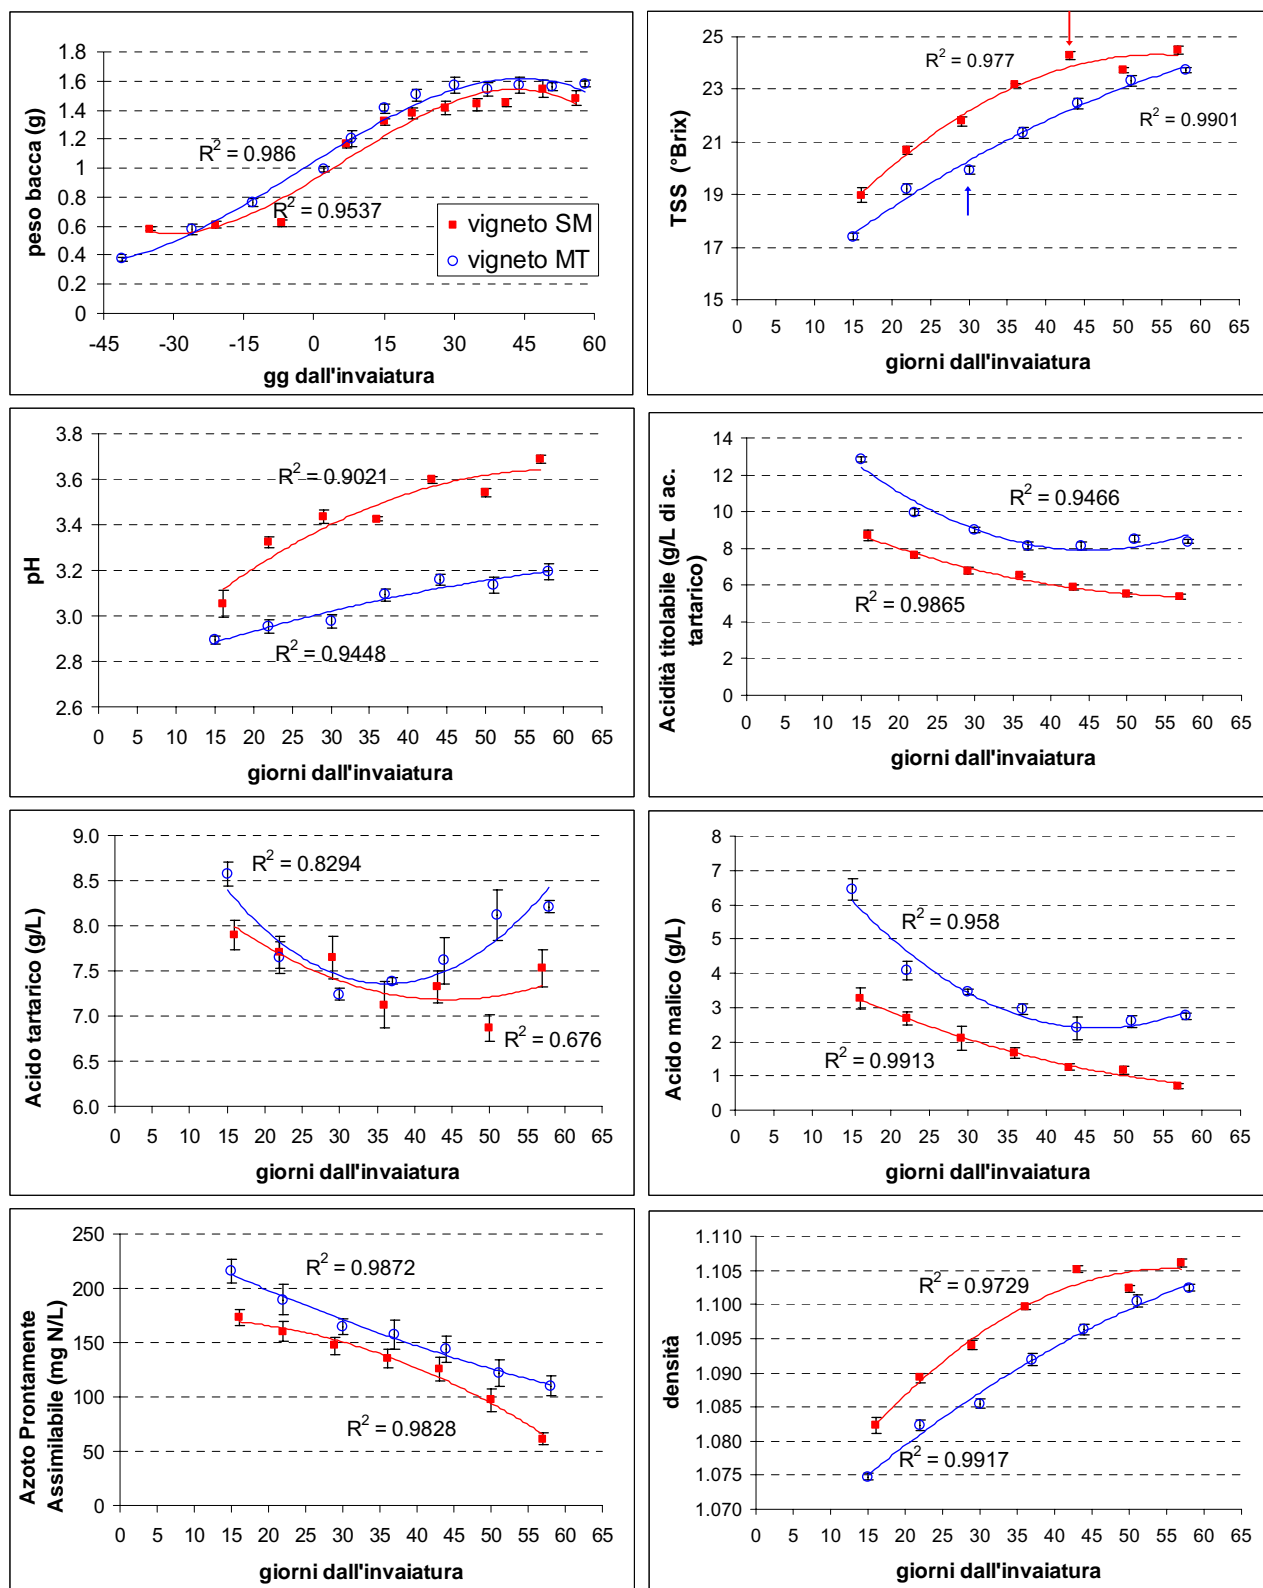 1.8
1.6
1.4
1.2
1
0.8
0.6
0.4
0.2
0
peso bacca (g)
R2 = 0.986
R2 = 0.9537
vigneto SM
vigneto MT
-45 -30 -15 0 15 30 45 60
gg dall'invaiatura
25
23
21
19
17
15
TSS (°Brix)
R2 = 0.977
R2 = 0.9901
0 5 10 15 20 25 30 35 40 45 50 55 60 65
giorni dall'invaiatura
3.8
3.6
3.4
3.2
3.0
2.8
2.6
pH
R2 = 0.9021
R2 = 0.9448
0 5 10 15 20 25 30 35 40 45 50 55 60 65
giorni dall'invaiatura
14
12
10
8
6
4
2
0
Acidità titolabile (g/L di ac.
tartarico)
R2 = 0.9466
R2 = 0.9865
0 5 10 15 20 25 30 35 40 45 50 55 60 65
giorni dall'invaiatura
9.0
8.5
8.0
7.5
7.0
6.5
6.0
Acido tartarico (g/L)
R2 = 0.8294
R2 = 0.676
0 5 10 15 20 25 30 35 40 45 50 55 60 65
giorni dall'invaiatura
8
7
6
5
4
3
2
1
0
Acido malico (g/L)
R2 = 0.958
R2 = 0.9913
0 5 10 15 20 25 30 35 40 45 50 55 60 65
giorni dall'invaiatura
250
200
150
100
50
0
Azoto Prontamente
Assimilabile (mg N/L)
R2 = 0.9872
R2 = 0.9828
0 5 10 15 20 25 30 35 40 45 50 55 60 65
giorni dall'invaiatura
1.110
1.105
1.100
1.095
1.090
1.085
1.080
1.075
1.070
densità
R2 = 0.9729
R2 = 0.9917
0 5 10 15 20 25 30 35 40 45 50 55 60 65
giorni dall'invaiatura